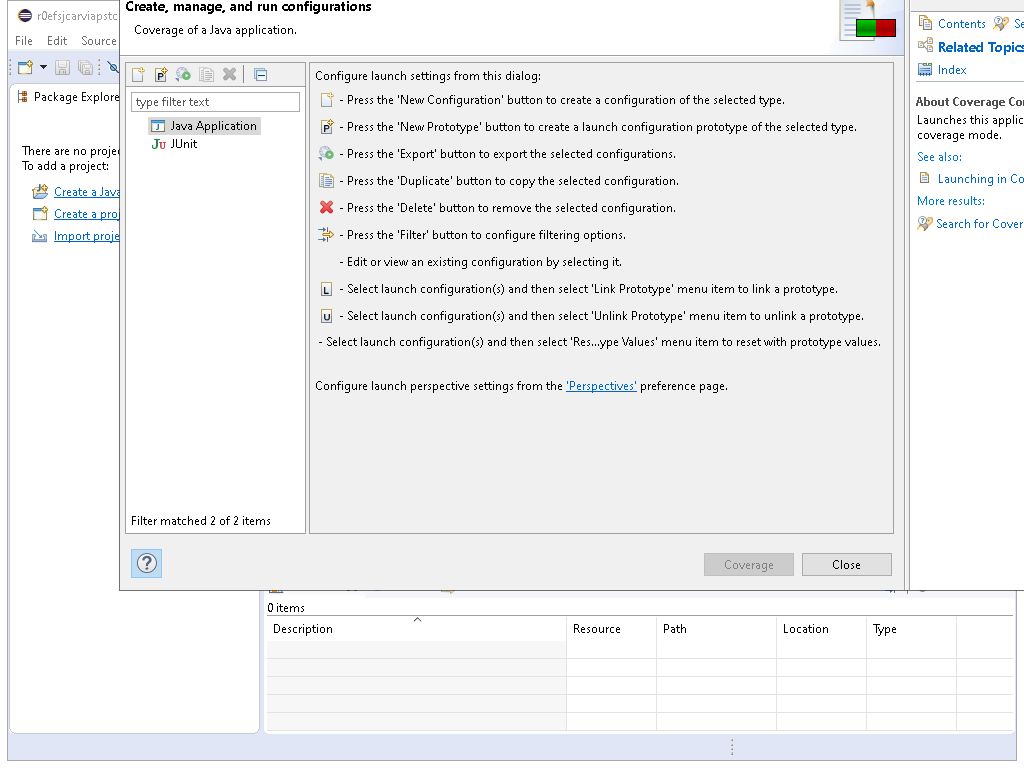 r0efsjcarviapstc
Create, manage, and run configurations
Coverage of a Java application.
File Edit Source
Package Explore
There are no proje
To add a project:
Create a Java
Create a proj
Import proje
type filter text
Java Application
JUnit
Filter matched 2 of 2 items
Configure launch settings from this dialog:
- Press the 'New Configuration' button to create a configuration of the selected type.
- Press the 'New Prototype' button to create a launch configuration prototype of the selected type.
- Press the 'Export' button to export the selected configurations.
- Press the 'Duplicate' button to copy the selected configuration.
- Press the 'Delete' button to remove the selected configuration.
- Press the 'Filter' button to configure filtering options.
- Edit or view an existing configuration by selecting it.
- Select launch configuration(s) and then select 'Link Prototype' menu item to link a prototype.
- Select launch configuration(s) and then select 'Unlink Prototype' menu item to unlink a prototype.
- Select launch configuration(s) and then select 'Res...ype Values' menu item to reset with prototype values.
Configure launch perspective settings from the 'Perspectives' preference page.
Coverage Close
Contents Se
Related Topics
Index
About Coverage Co
Launches this applic
coverage mode.
See also:
Launching in Co
More results:
Search for Cover
0 items
Description Resource Path Location Type